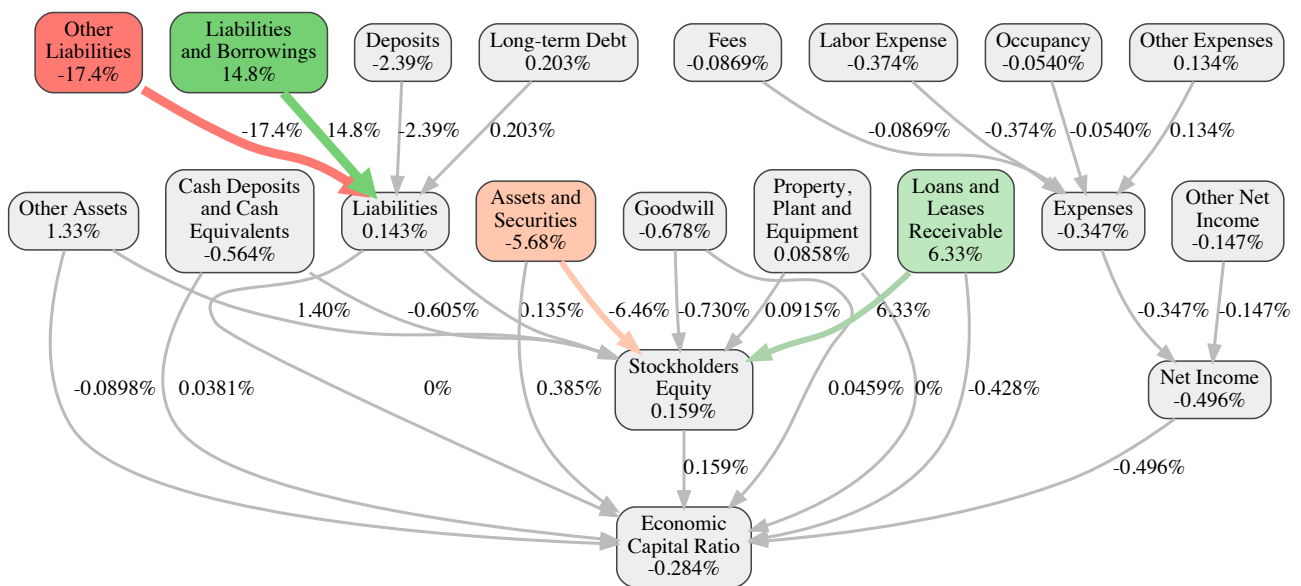 Other
Liabilities
-17.4%
Liabilities
and Borrowings
14.8%
Deposits
-2.39%
Long-term Debt
0.203%
Fees
-0.0869%
Labor Expense
-0.374%
Occupancy
-0.0540%
Other Expenses
0.134%
-17.4%
14.8%
-2.39%
0.203%
-0.0869%
-0.374%
-0.0540%
0.134%
Other Assets
1.33%
Cash Deposits
and Cash
Equivalents
-0.564%
Liabilities
0.143%
Assets and
Securities
-5.68%
Goodwill
-0.678%
Property,
Plant and
Equipment
0.0858%
Loans and
Leases
Receivable
6.33%
Expenses
-0.347%
Other Net
Income
-0.147%
1.40%
-0.605%
0.135%
-6.46%
-0.730%
0.0915%
6.33%
-0.347%
-0.147%
Stockholders
Equity
0.159%
Net Income
-0.496%
-0.0898%
0.0381%
0%
0.385%
0.0459%
0%
-0.428%
0.159%
-0.496%
Economic
Capital Ratio
-0.284%